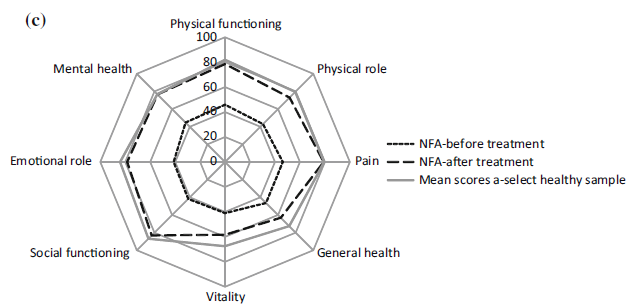 (c)
Physical functioning
100
80
60
40
20
0
Mental health
Physical role
Emotional role
Pain
NFA-before treatment
NFA-after treatment
Mean scores a-select healthy sample
Social functioning
General health
Vitality